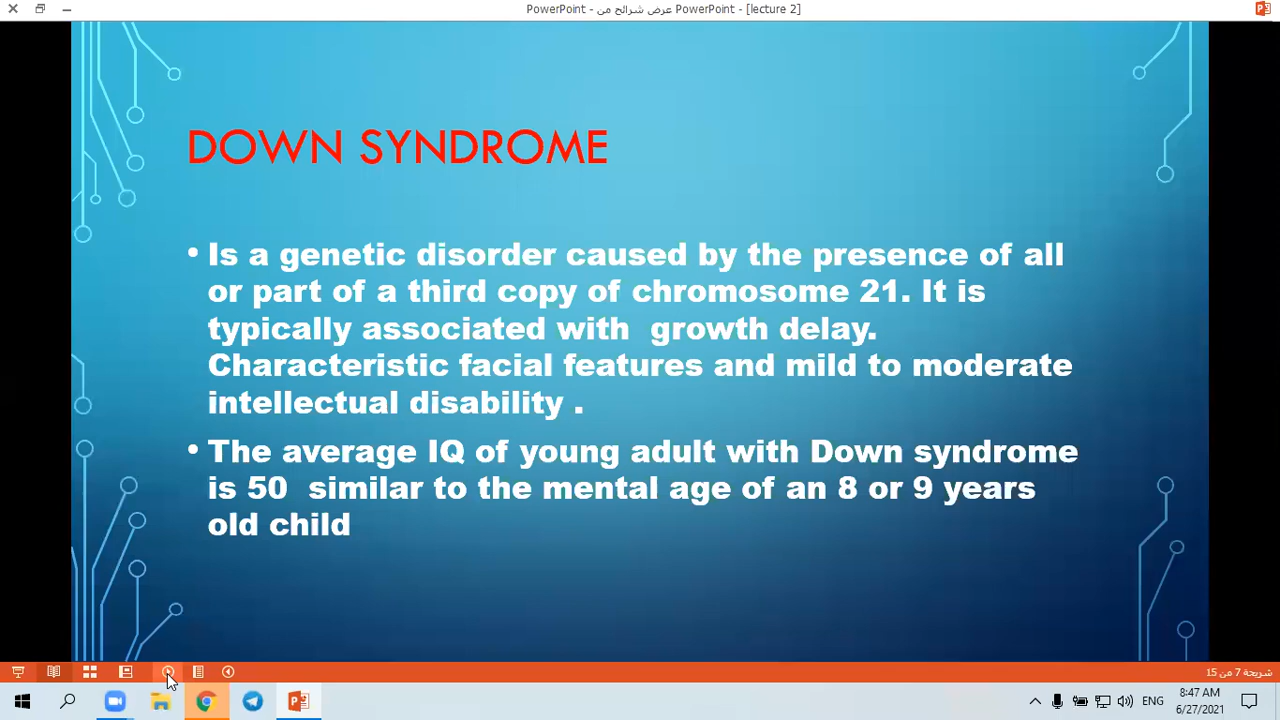 PowerPoint - عرض شرائح من PowerPoint - [lecture 2]
DOWN SYNDROME
• Is a genetic disorder caused by the presence of all
or part of a third copy of chromosome 21. It is
typically associated with growth delay.
Characteristic facial features and mild to moderate
intellectual disability .
• The average IQ of young adult with Down syndrome
is 50 similar to the mental age of an 8 or 9 years
old child
شريحة 7 من 15
ENG
8:47 AM
6/27/2021